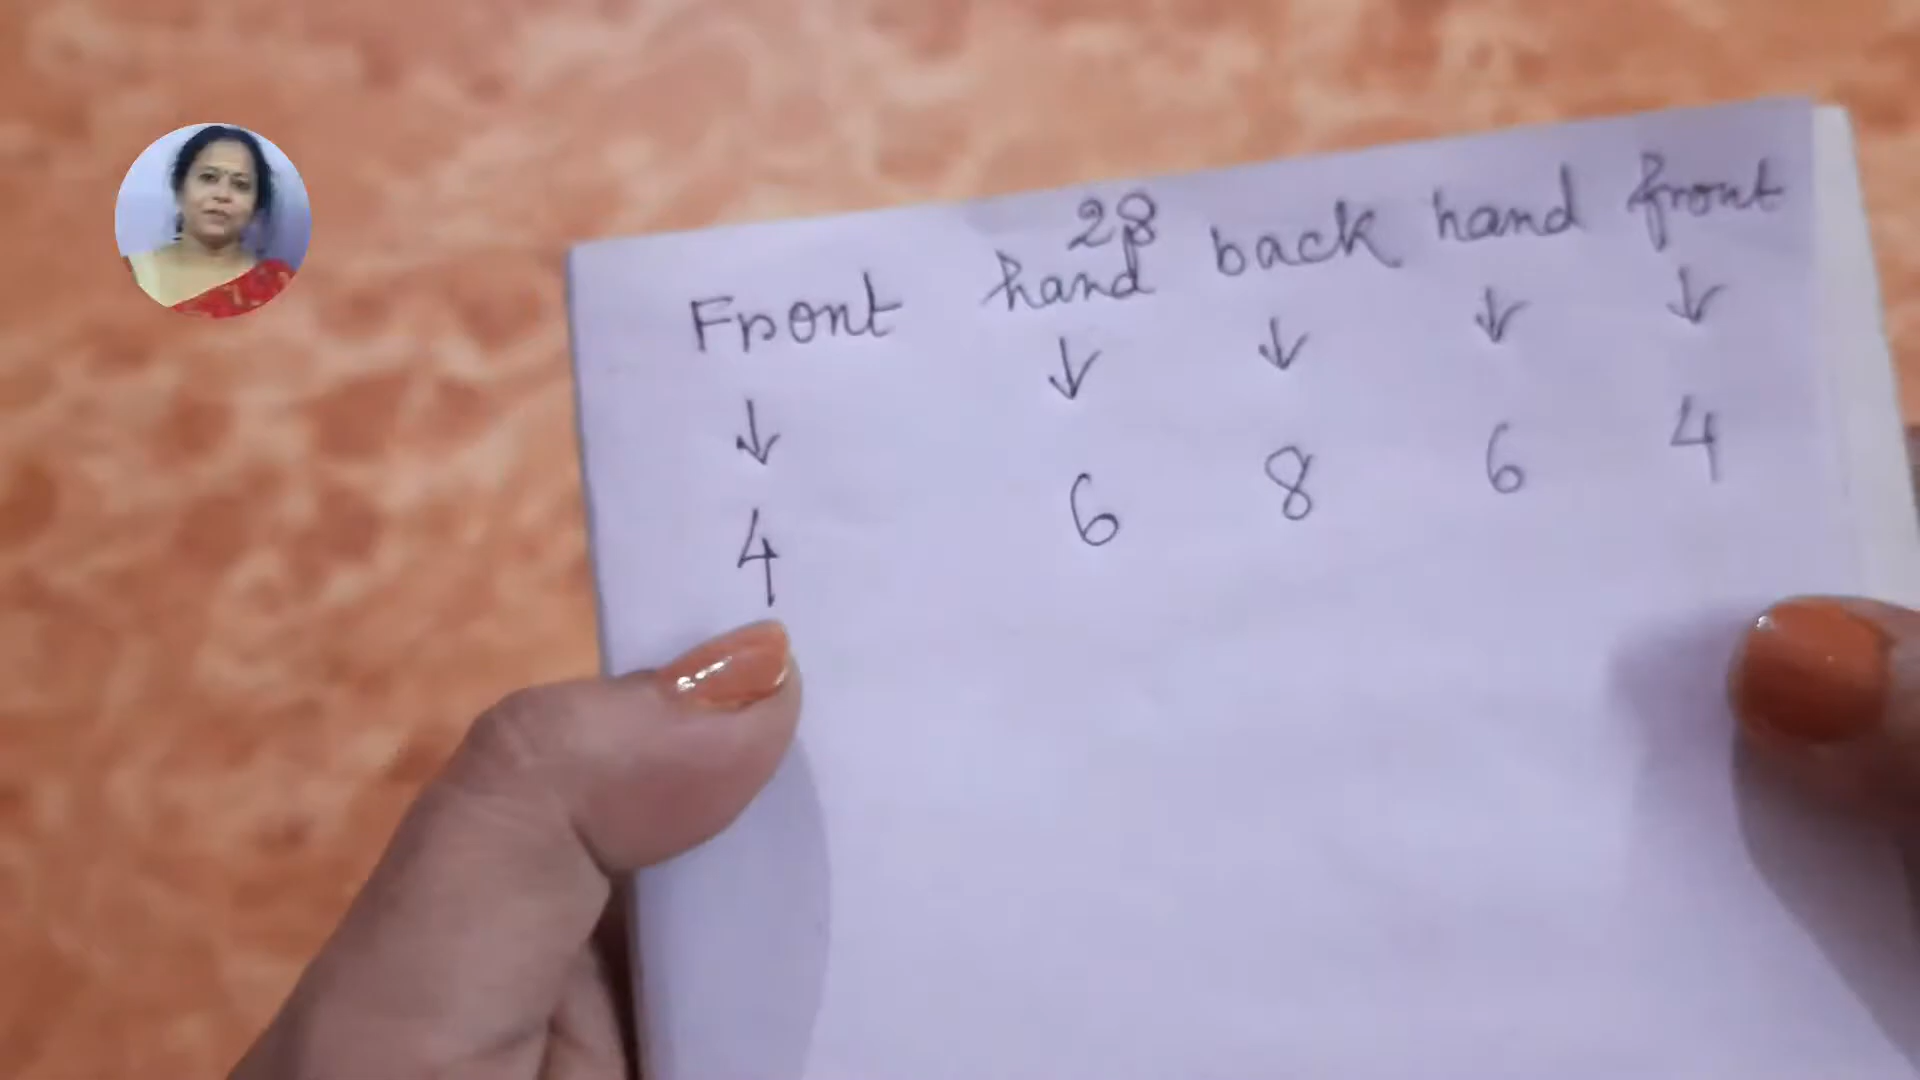 28
Front hand back hand front
↓ ↓ ↓ ↓ ↓
4 6 8 6 4